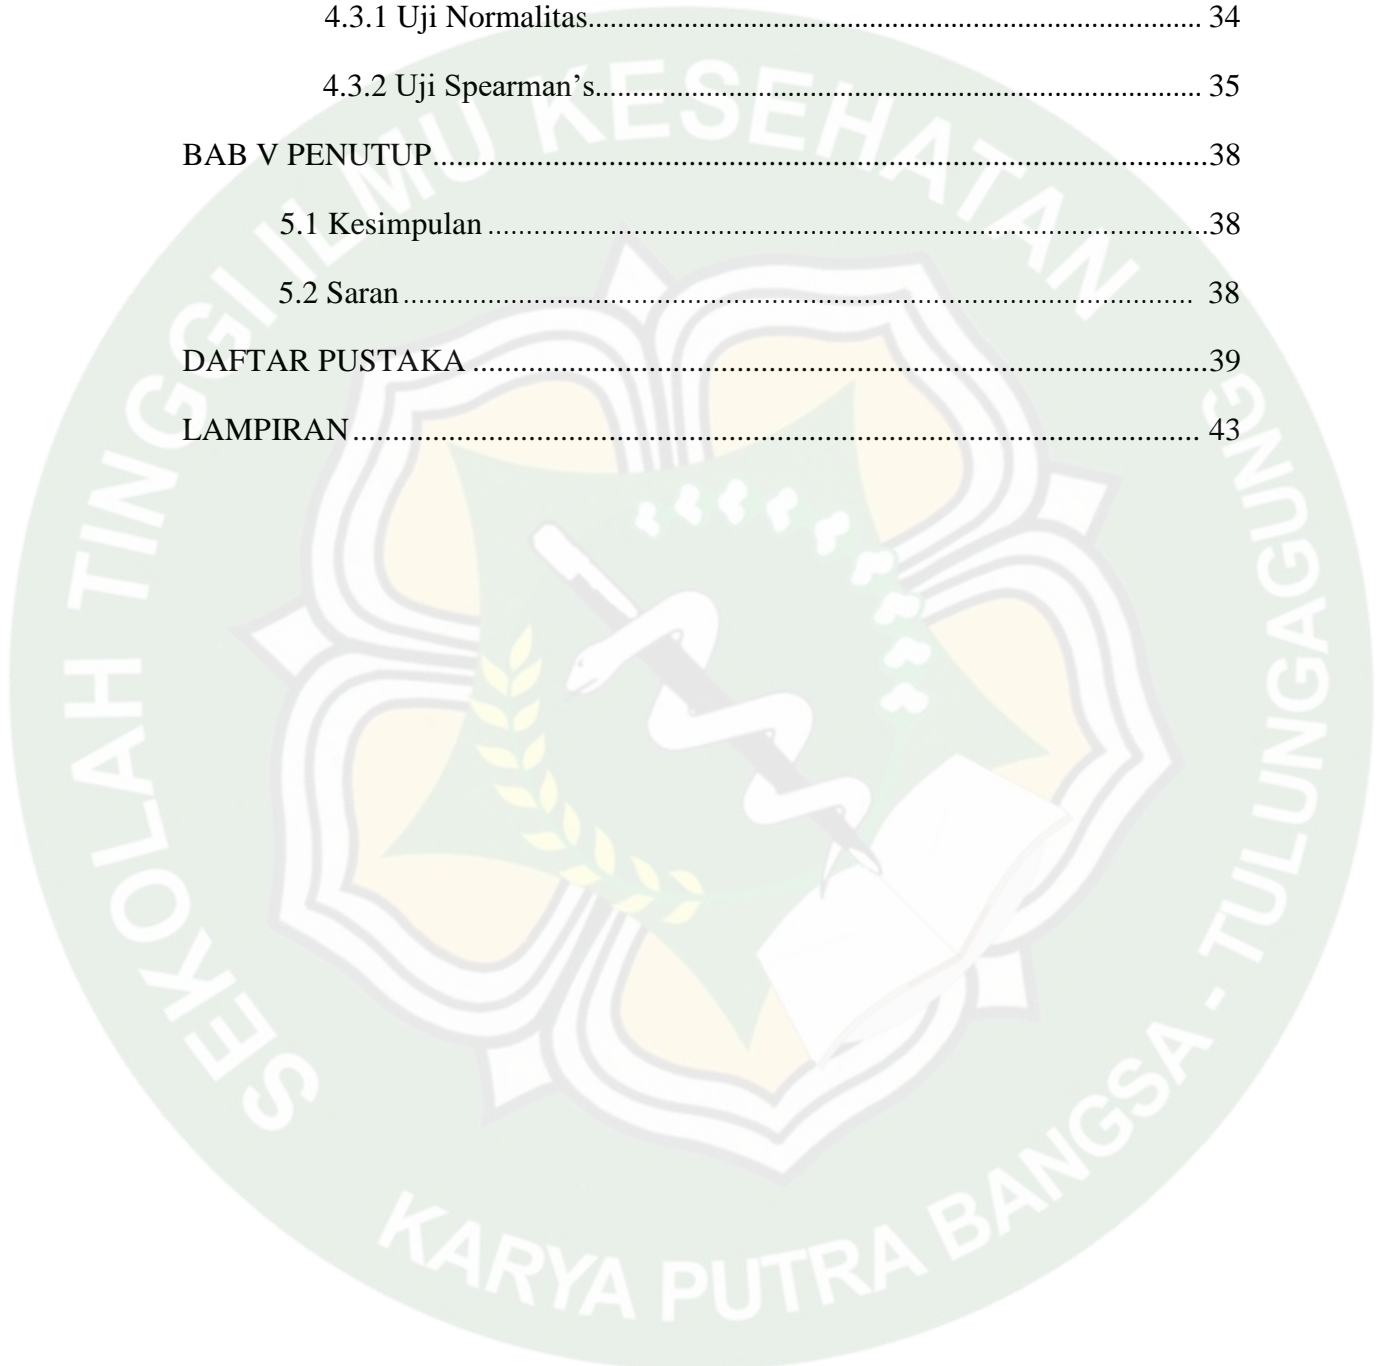 4.3.1 Uji Normalitas............................................................................ 34
4.3.2 Uji Spearman’s........................................................................... 35
BAB V PENUTUP.................................................................................................38
5.1 Kesimpulan..........................................................................................38
5.2 Saran.................................................................................................... 38
DAFTAR PUSTAKA............................................................................................39
LAMPIRAN......................................................................................................... 43
SEKOLAH TINGGI ILMU KESEHATAN
KARYA PUTRA BANGSA - TULUNGAGUNG